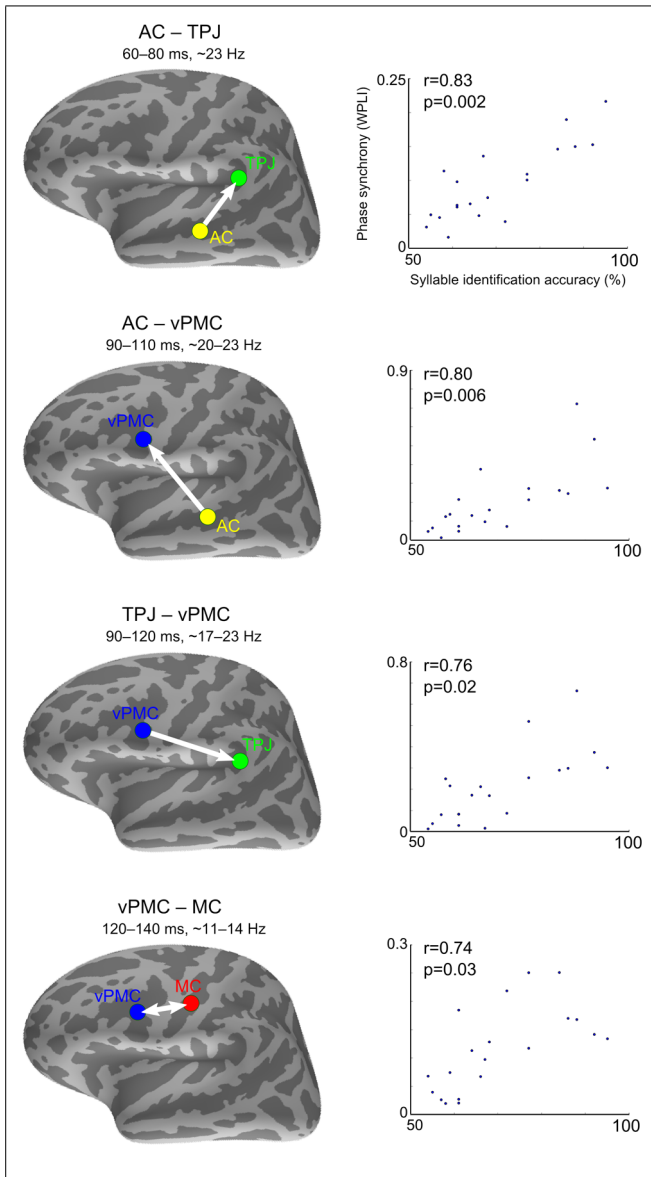 AC – TPJ
60–80 ms, ~23 Hz
TPJ
AC
0.25
r=0.83
p=0.002
Phase synchrony (WPLI)
0
50
100
Syllable identification accuracy (%)
AC – vPMC
90–110 ms, ~20–23 Hz
vPMC
AC
0.9
r=0.80
p=0.006
0
50
100
TPJ – vPMC
90–120 ms, ~17–23 Hz
vPMC
TPJ
0.8
r=0.76
p=0.02
0
50
100
vPMC – MC
120–140 ms, ~11–14 Hz
vPMC
MC
0.3
r=0.74
p=0.03
0
50
100